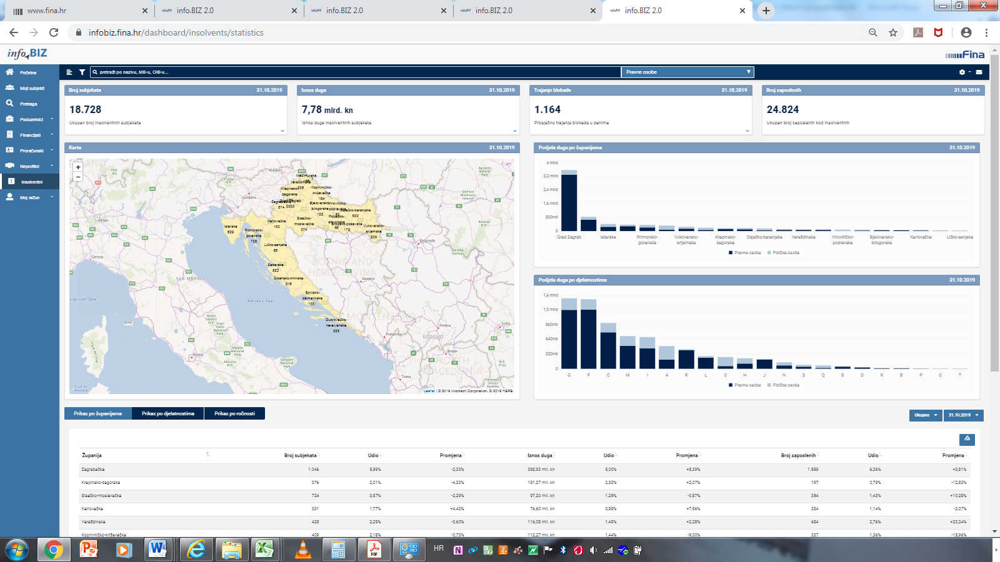 www.fina.hr
info.BIZ 2.0
info.BIZ 2.0
info.BIZ 2.0
info.BIZ 2.0
infobiz.fina.hr/dashboard/insolvents/statistics
info.BIZ
Fina
Početna
Moji subjekti
Pretraga
Poduzetnici
Financijski
Proračunski
Neprofitni
Insolventni
Moj račun
pretraži po nazivu, MB-u, OIB-u...
Pravne osobe
Broj subjekata 31.10.2019
18.728
Ukupan broj insolventnih subjekata
Iznos duga 31.10.2019
7,78 mlrd. kn
Iznos duga insolventnih subjekata
Trajanje blokade 31.10.2019
1.164
Prosječno trajanje blokade u danima
Broj zaposlenih 31.10.2019
24.824
Ukupan broj zaposlenih kod insolventnih
Karta 31.10.2019
+
−
Maribor
Ljubljana
Milan
Genoa
SAN MARINO
Ligurian Sea
Adriatic Sea
Rome
BOSNIA AND HERZEGOVINA
Sarajevo
Belgrade
MONTENEGRO
Podgorica
Pristina
KOSOVO
Skopje
NORTH MACEDONIA
Sofia
Tirana
Međimurska
Krapinsko-zagorska
Koprivničko-križevačka
184
Istarska
629
Karlovačka
182
Sisačko-moslavačka
274
Primorsko-goranska
738
Vukovarsko-srijemska
235
Ličko-senjska
68
Zadarska
523
Šibensko-kninska
216
Splitsko-dalmatinska
1031
Dubrovačko-neretvanska
225
Leaflet | © 2019 Microsoft Corporation, © 2019 HERE
Podjela duga po županijama 31.10.2019
4 mlrd
3,2 mlrd
2,4 mlrd
1,6 mlrd
800mil
0
Grad Zagreb
Istarska
Primorsko-goranska
Vukovarsko-srijemska
Krapinsko-zagorska
Osječko-baranjska
Varaždinska
Virovitičko-podravska
Bjelovarsko-bilogorska
Karlovačka
Ličko-senjska
Pravne osobe Fizičke osobe
Podjela duga po djelatnostima 31.10.2019
1,6 mlrd
1,3 mlrd
960mil
640mil
320mil
0
G F C M I A R L 0 H J N S Q E D K B P O T
Pravne osobe Fizičke osobe
Prikaz po županijama Prikaz po djelatnostima Prikaz po ročnosti
Ukupno 31.10.2019
Županija Broj subjekata Udio Promjena Iznos duga Udio Promjena Broj zaposlenih Udio Promjena
Zagrebačka 1.046 5,59% -2,33% 388,93 mil. kn 5,00% +8,39% 1.555 6,26% +3,81%
Krapinsko-zagorska 376 2,01% -4,33% 181,37 mil. kn 2,33% +2,07% 197 0,79% -12,83%
Sisačko-moslavačka 724 3,87% -2,29% 97,20 mil. kn 1,25% -0,87% 354 1,43% +10,28%
Karlovačka 331 1,77% +4,42% 76,60 mil. kn 0,98% +7,96% 284 1,14% -2,07%
Varaždinska 429 2,29% -3,60% 116,08 mil. kn 1,49% +2,28% 684 2,76% +23,24%
Koprivničko-križevačka 409 2,18% -0,73% 112,27 mil. kn 1,44% -9,00% 337 1,36% -15,96%
HR